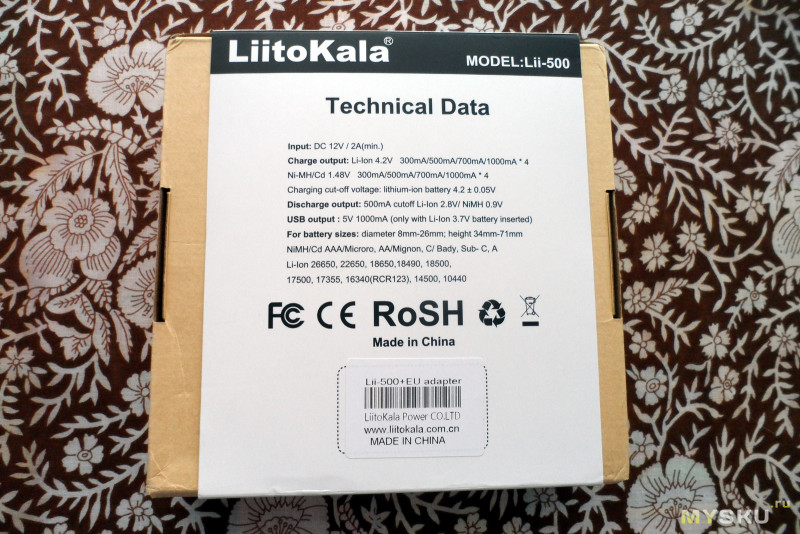 LiitoKala®
MODEL:Lii-500
Technical Data
Input: DC 12V / 2A(min.)
Charge output: Li-Ion 4.2V 300mA/500mA/700mA/1000mA * 4
Ni-MH/Cd 1.48V 300mA/500mA/700mA/1000mA * 4
Charging cut-off voltage: lithium-ion battery 4.2 ± 0.05V
Discharge output: 500mA cutoff Li-Ion 2.8V/ NiMH 0.9V
USB output : 5V 1000mA (only with Li-Ion 3.7V battery inserted)
For battery sizes: diameter 8mm-26mm; height 34mm-71mm
NiMH/Cd AAA/Microro, AA/Mignon, C/ Bady, Sub- C, A
Li-Ion 26650, 22650, 18650,18490, 18500,
17500, 17355, 16340(RCR123), 14500, 10440
FC CE RoSH
Made in China
Lii-500+EU adapter
LiitoKala Power CO.LTD
www.liitokala.com.cn
MADE IN CHINA
MYSKU.ru